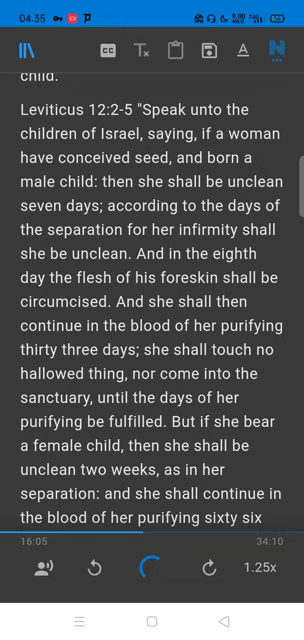 04.35
9,00
KB/S
child.
Leviticus 12:2-5 "Speak unto the
children of Israel, saying, if a woman
have conceived seed, and born a
male child: then she shall be unclean
seven days; according to the days of
the separation for her infirmity shall
she be unclean. And in the eighth
day the flesh of his foreskin shall be
circumcised. And she shall then
continue in the blood of her purifying
thirty three days; she shall touch no
hallowed thing, nor come into the
sanctuary, until the days of her
purifying be fulfilled. But if she bear
a female child, then she shall be
unclean two weeks, as in her
separation: and she shall continue in
the blood of her purifying sixty six
16:05 34:10
1.25x